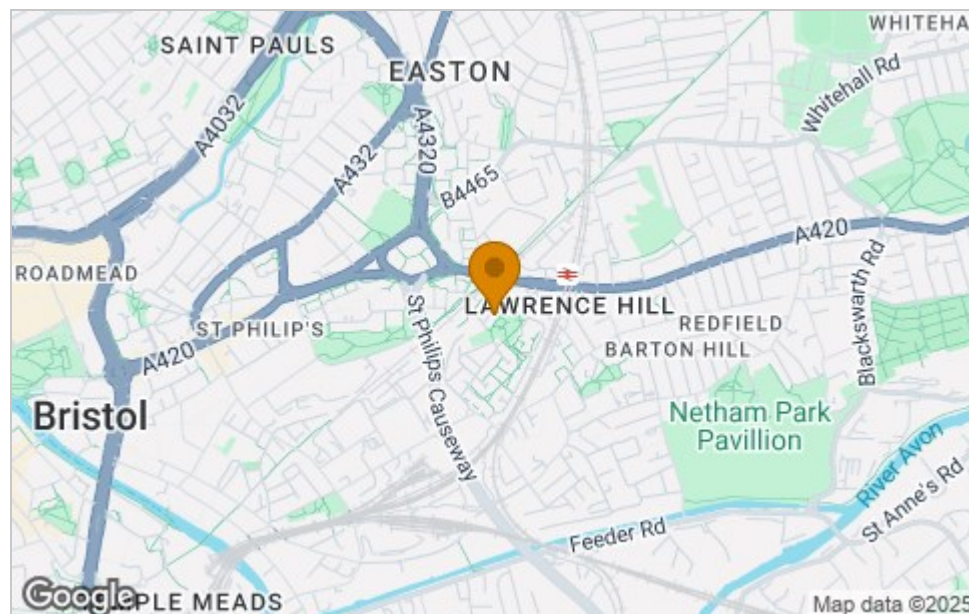 WHITEHA
SAINT PAULS
EASTON
Whitehall Rd
A4032
A4320
A432
B4465
A420
ROADMEAD
LAWRENCE HILL
ST PHILIP'S
REDFIELD
BARTON HILL
Blackswarth Rd
A420
St Philips Causeway
Bristol
Netham Park
Pavillion
River Avon
St Anne's Rd
Feeder Rd
Google
MPLE MEADS
Map data ©2025